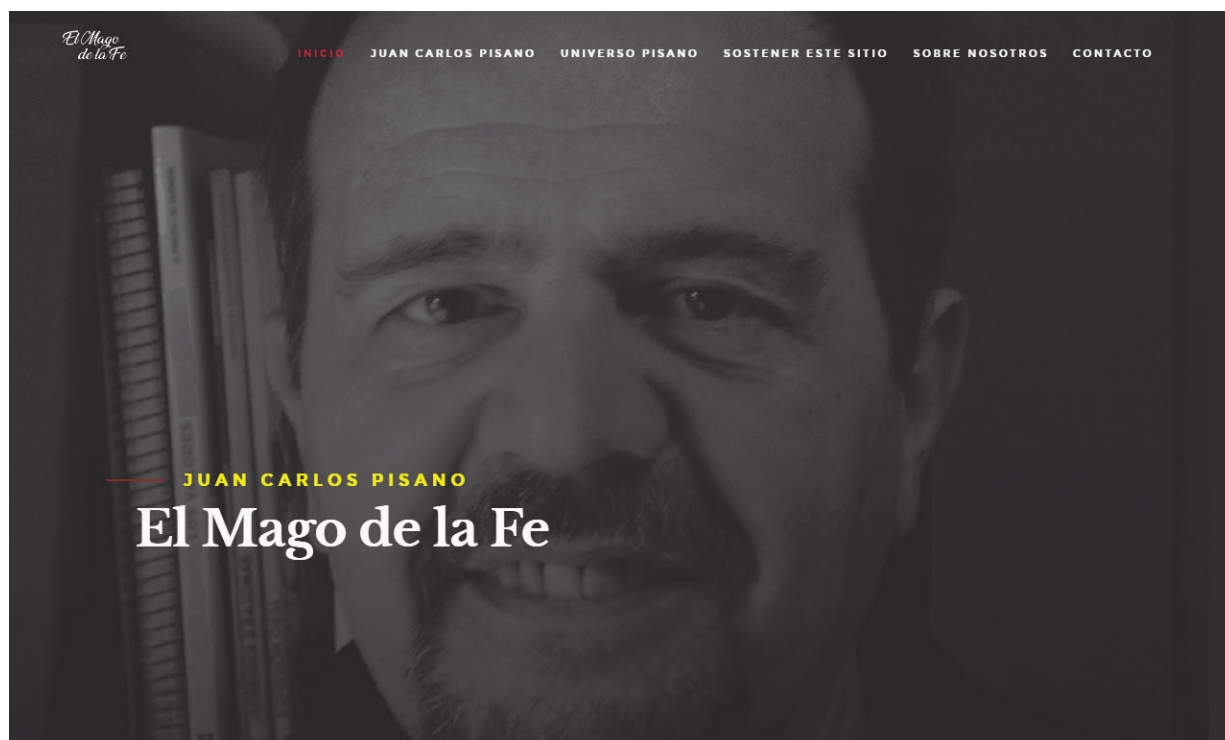 El Mago
de la Fe
INICIO JUAN CARLOS PISANO UNIVERSO PISANO SOSTENER ESTE SITIO SOBRE NOSOTROS CONTACTO
JUAN CARLOS PISANO
El Mago de la Fe